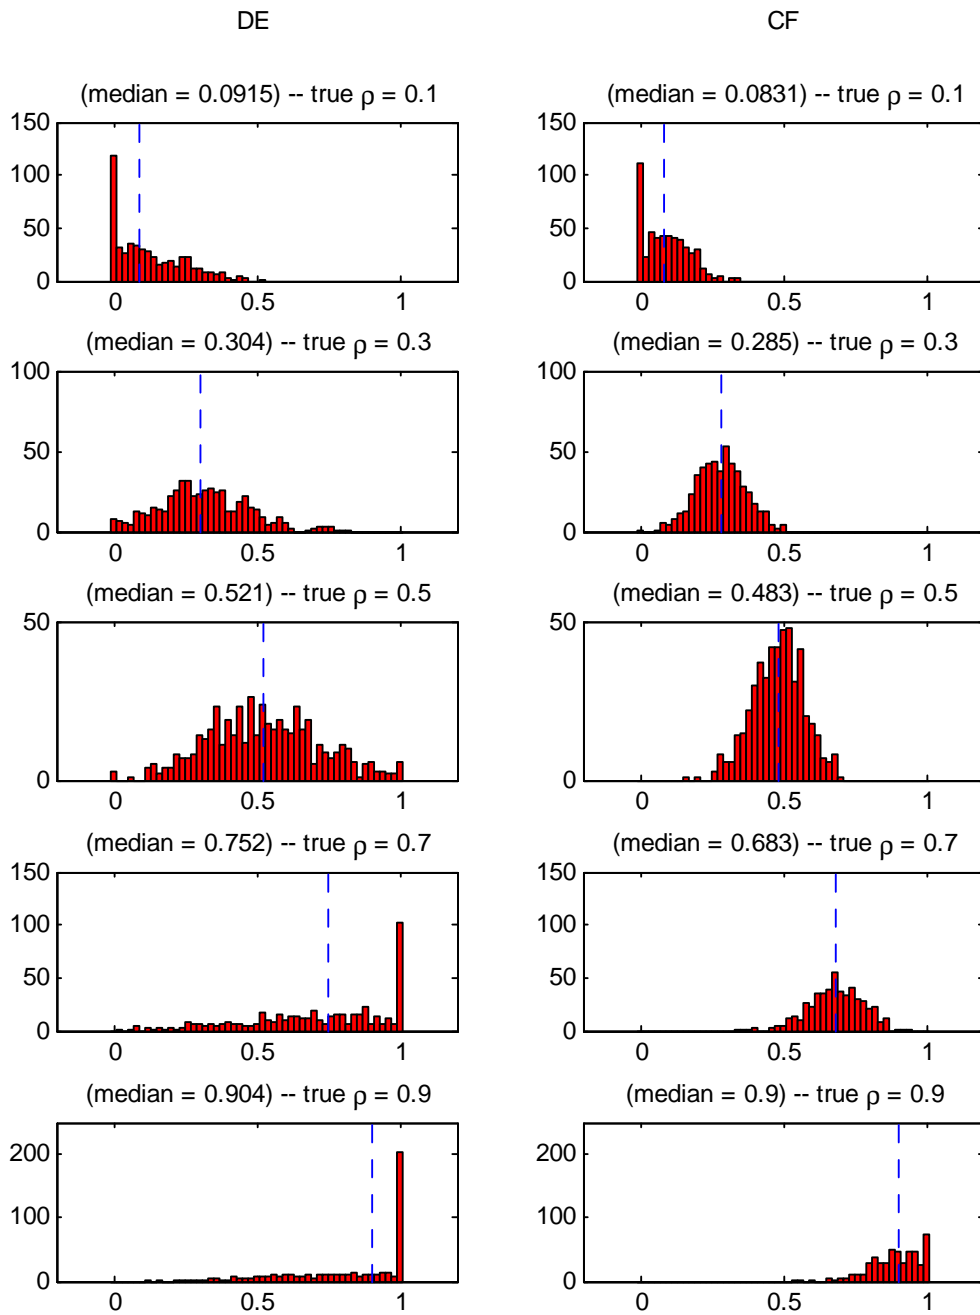 DE CF
(median = 0.0915) -- true ρ = 0.1 (median = 0.0831) -- true ρ = 0.1
150 150
100 100
50 50
0 0
0 0.5 1 0 0.5 1
(median = 0.304) -- true ρ = 0.3 (median = 0.285) -- true ρ = 0.3
100 100
50 50
0 0
0 0.5 1 0 0.5 1
(median = 0.521) -- true ρ = 0.5 (median = 0.483) -- true ρ = 0.5
50 50
0 0
0 0.5 1 0 0.5 1
(median = 0.752) -- true ρ = 0.7 (median = 0.683) -- true ρ = 0.7
150 150
100 100
50 50
0 0
0 0.5 1 0 0.5 1
(median = 0.904) -- true ρ = 0.9 (median = 0.9) -- true ρ = 0.9
200 200
100 100
0 0
0 0.5 1 0 0.5 1